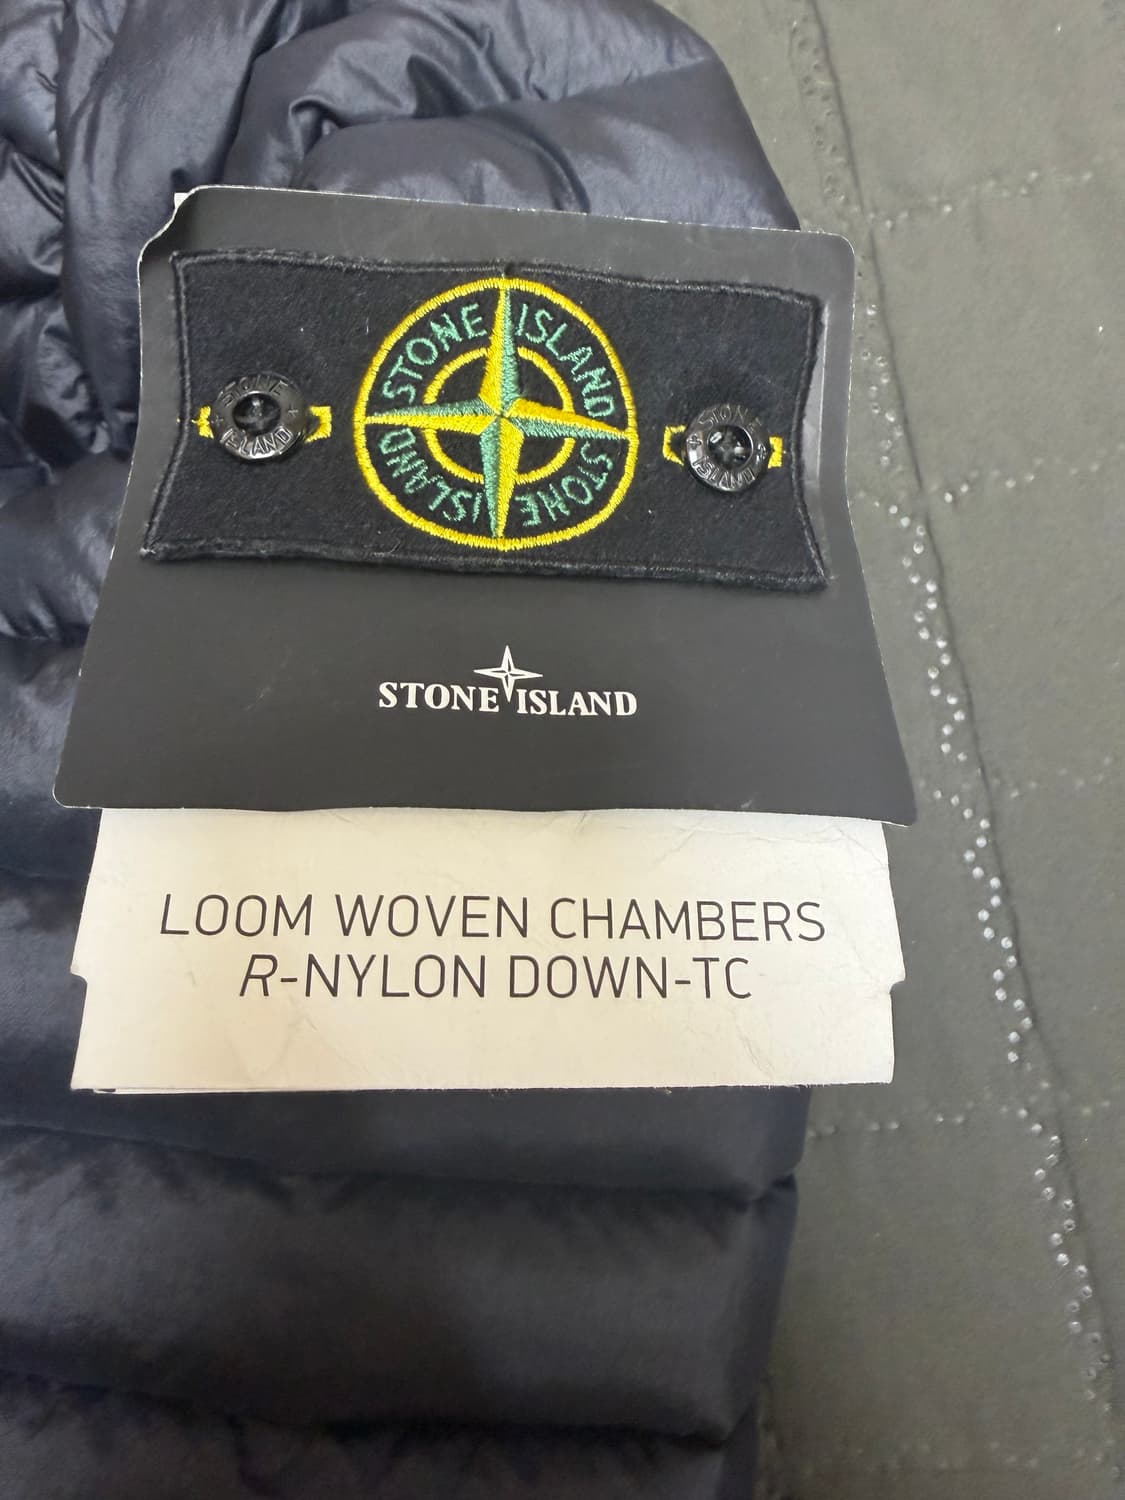 STONE ISLAND
STONE ISLAND
STONE
ISLAND
STONE
ISLAND
STONE ISLAND
LOOM WOVEN CHAMBERS
R-NYLON DOWN-TC